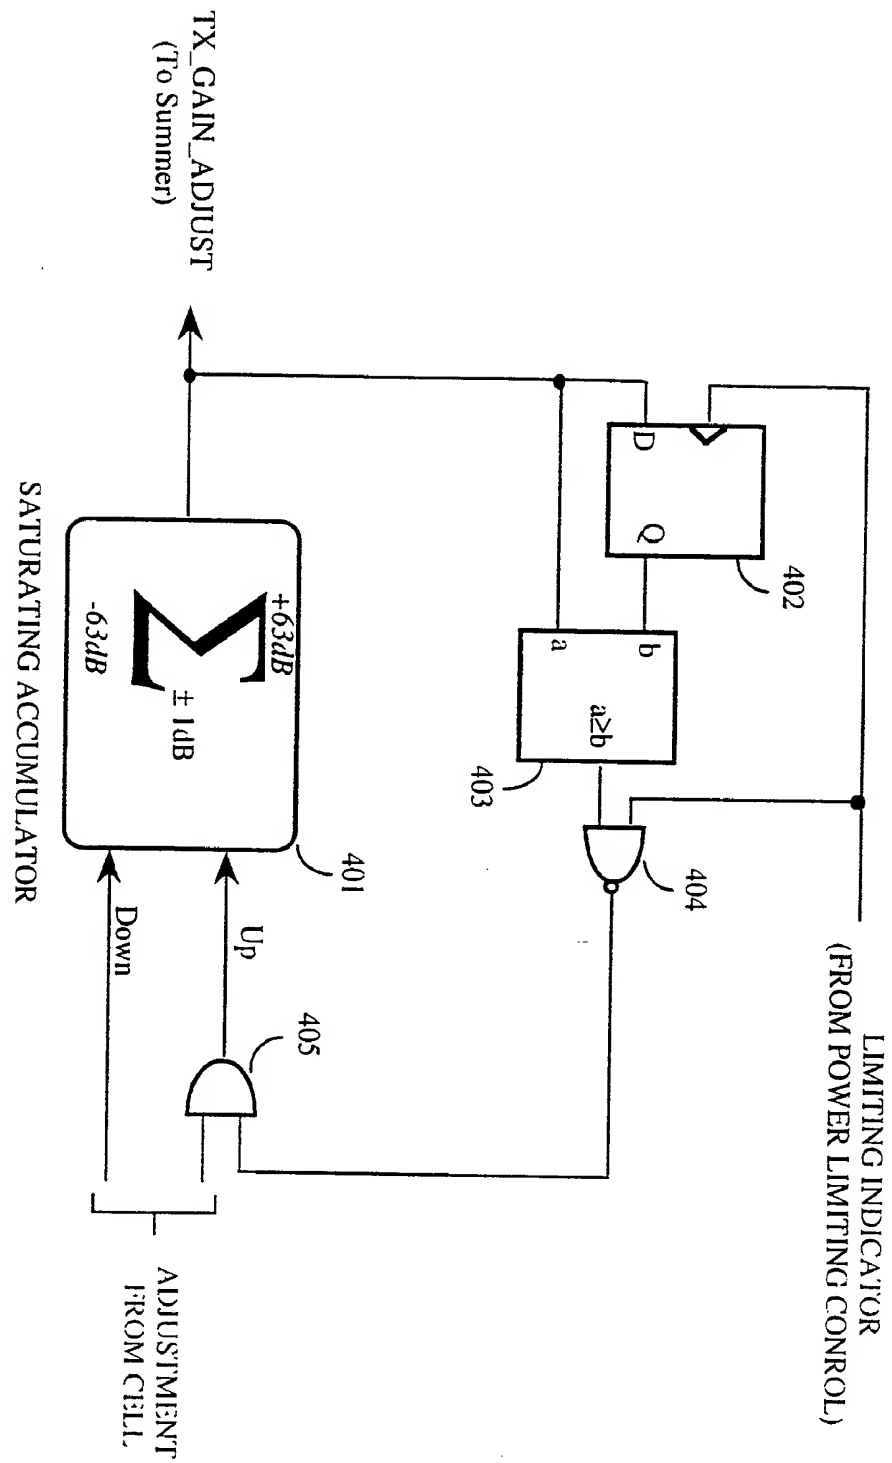 LIMITING INDICATOR
(FROM POWER LIMITING CONROL)
402
D
Q
b
a
a≥b
403
404
TX_GAIN_ADJUST
(To Summer)
+63dB
± 1dB
-63dB
401
SATURATING ACCUMULATOR
Up
Down
405
ADJUSTMENT
FROM CELL